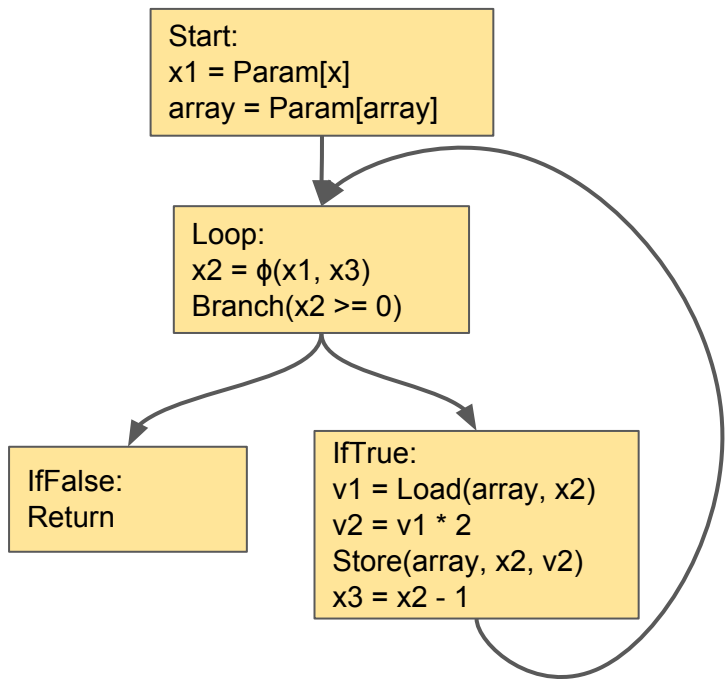 Start:
x1 = Param[x]
array = Param[array]
Loop:
x2 = ϕ(x1, x3)
Branch(x2 >= 0)
IfFalse:
Return
IfTrue:
v1 = Load(array, x2)
v2 = v1 * 2
Store(array, x2, v2)
x3 = x2 - 1